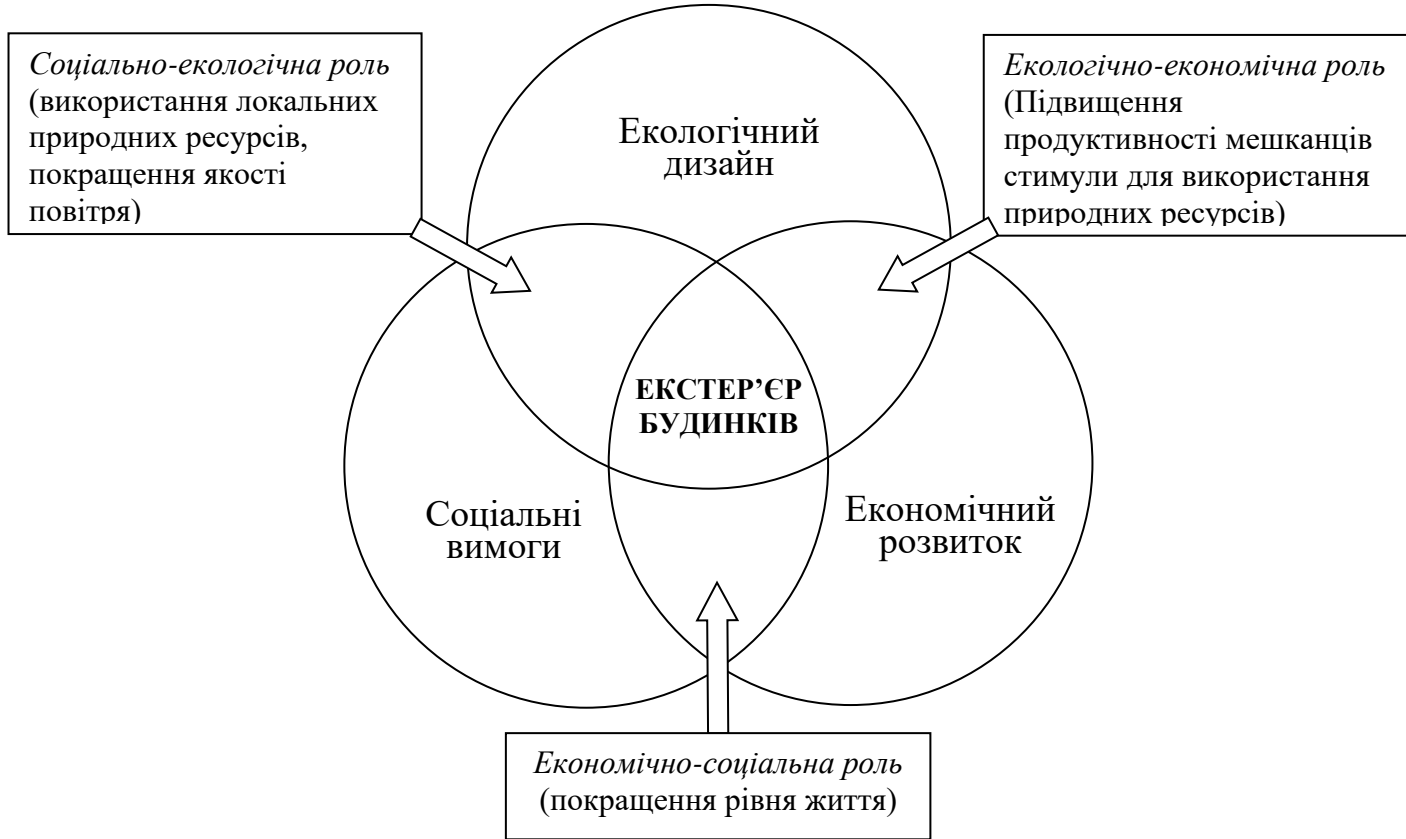 Соціально-екологічна роль
(використання локальних
природних ресурсів,
покращення якості
повітря)
Екологічно-економічна роль
(Підвищення
продуктивності мешканців
стимули для використання
природних ресурсів)
Екологічний
дизайн
ЕКСТЕР’ЄР
БУДИНКІВ
Соціальні
вимоги
Економічний
розвиток
Економічно-соціальна роль
(покращення рівня життя)